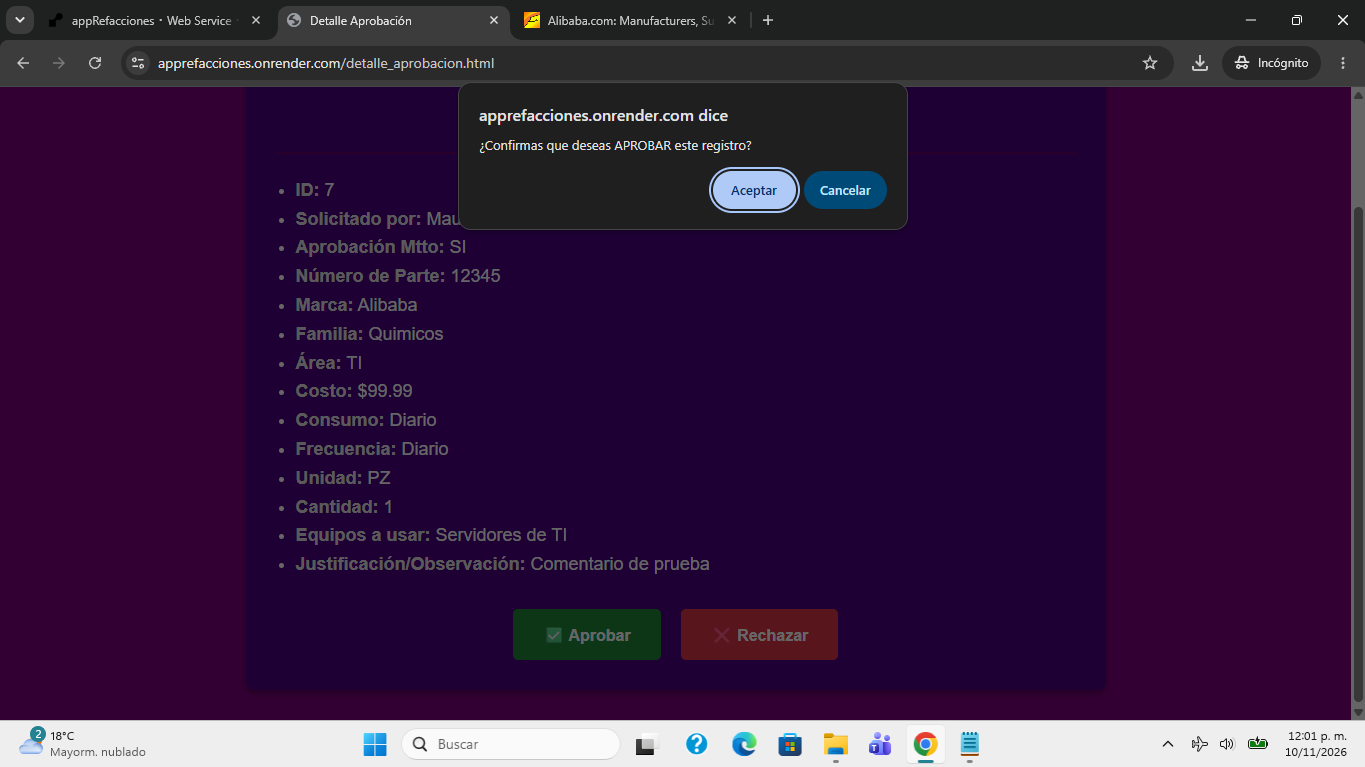 appRefacciones · Web Service
Detalle Aprobación
Alibaba.com: Manufacturers, Su
apprefacciones.onrender.com/detalle_aprobacion.html
Incógnito
apprefacciones.onrender.com dice
¿Confirmas que deseas APROBAR este registro?
Aceptar
Cancelar
ID: 7
Solicitado por: Mau
Aprobación Mtto: SI
Número de Parte: 12345
Marca: Alibaba
Familia: Quimicos
Área: TI
Costo: $99.99
Consumo: Diario
Frecuencia: Diario
Unidad: PZ
Cantidad: 1
Equipos a usar: Servidores de TI
Justificación/Observación: Comentario de prueba
Aprobar
Rechazar
2
18°C
Mayorm. nublado
Buscar
12:01 p. m.
10/11/2026